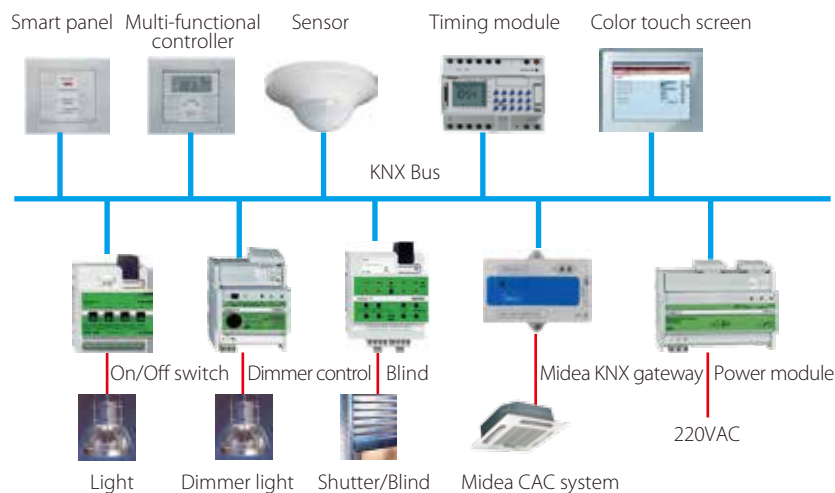 Smart panel
Multi-functional
controller
Sensor
Timing module
Color touch screen
KNX Bus
On/Off switch
Dimmer control
Blind
Midea KNX gateway
Power module
220VAC
Light
Dimmer light
Shutter/Blind
Midea CAC system